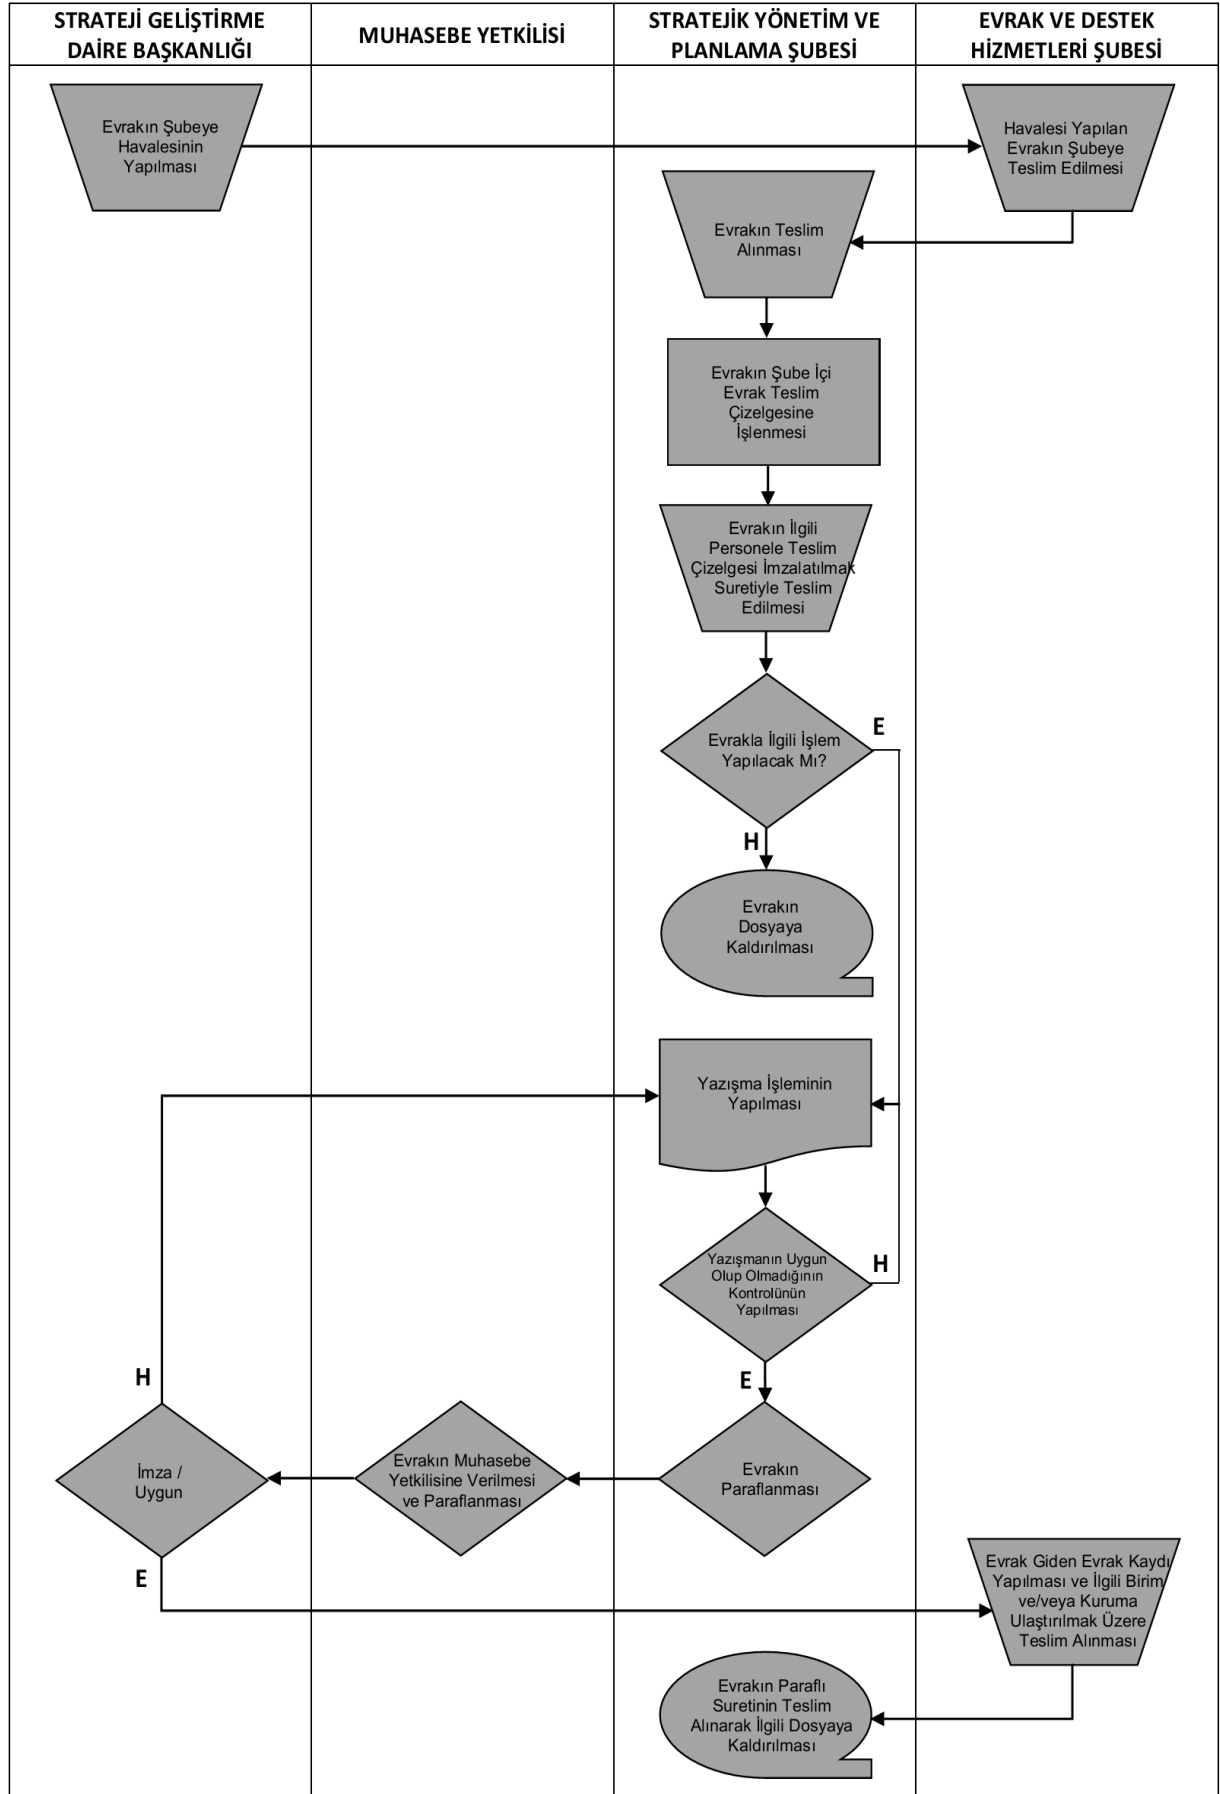 STRATEJİ GELİŞTİRME
DAİRE BAŞKANLIĞI
MUHASEBE YETKİLİSİ
STRATEJİK YÖNETİM VE
PLANLAMA ŞUBESİ
EVRAK VE DESTEK
HİZMETLERİ ŞUBESİ
Evrakın Şubeye
Havalesinin
Yapılması
Havalesi Yapılan
Evrakın Şubeye
Teslim Edilmesi
Evrakın Teslim
Alınması
Evrakın Şube İçi
Evrak Teslim
Çizelgesine
İşlenmesi
Evrakın İlgili
Personele Teslim
Çizelgesi İmzalatılmak
Suretiyle Teslim
Edilmesi
Evrakla İlgili İşlem
Yapılacak Mı?
E
H
Evrakın
Dosyaya
Kaldırılması
Yazışma İşleminin
Yapılması
Yazışmanın Uygun
Olup Olmadığının
Kontrolünün
Yapılması
H
E
H
İmza /
Uygun
Evrakın Muhasebe
Yetkilisine Verilmesi
ve Paraflanması
Evrakın
Paraflanması
E
Evrak Giden Evrak Kaydı
Yapılması ve İlgili Birim
ve/veya Kuruma
Ulaştırılmak Üzere
Teslim Alınması
Evrakın Paraflı
Suretinin Teslim
Alınarak İlgili Dosyaya
Kaldırılması